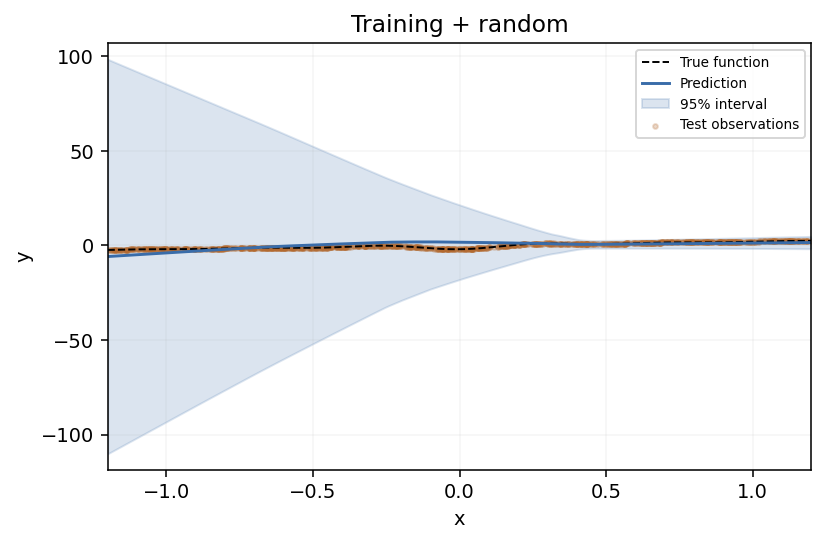 Training + random
100
50
0
−50
−100
y
−1.0
−0.5
0.0
0.5
1.0
x
True function
Prediction
95% interval
Test observations